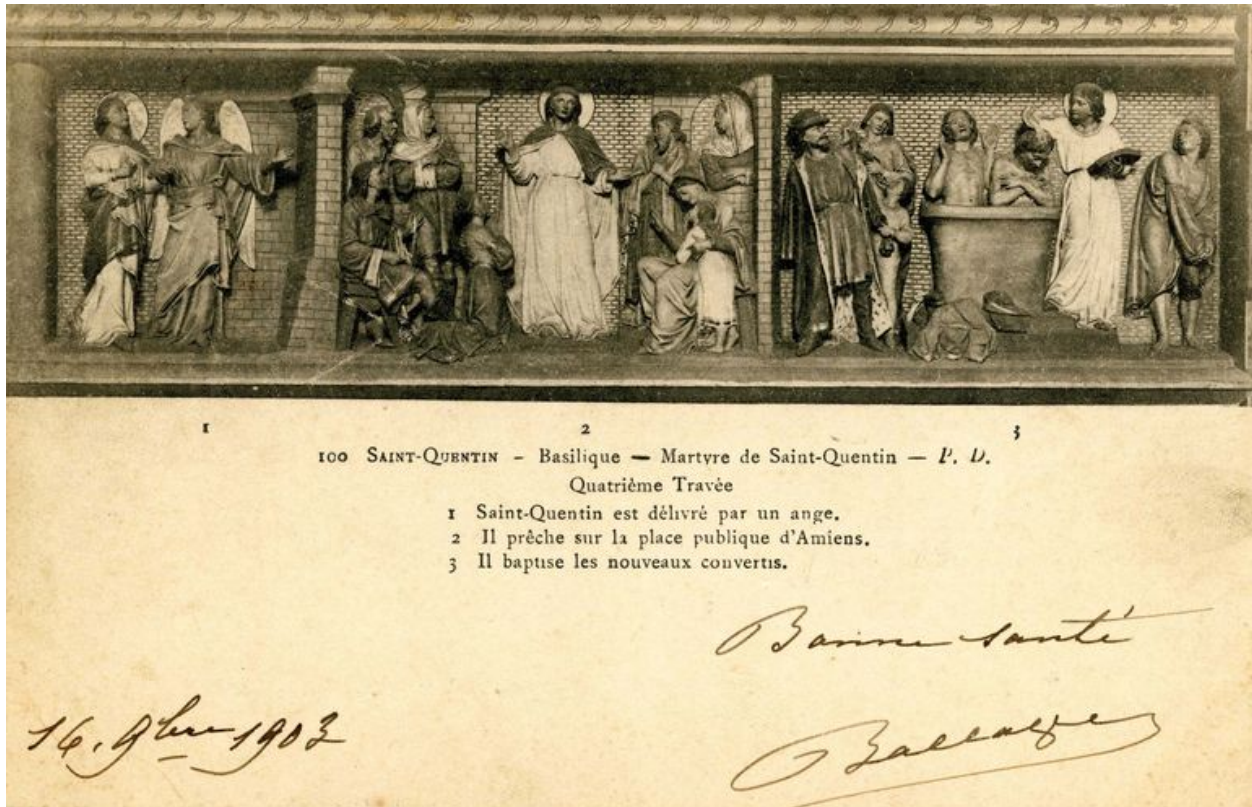 1 2 3
100 SAINT-QUENTIN - Basilique — Martyre de Saint-Quentin — P. D.
Quatrième Travée
1 Saint-Quentin est délivré par un ange.
2 Il prêche sur la place publique d'Amiens.
3 Il baptise les nouveaux convertis.
Bonne santé
16. 9bre 1903